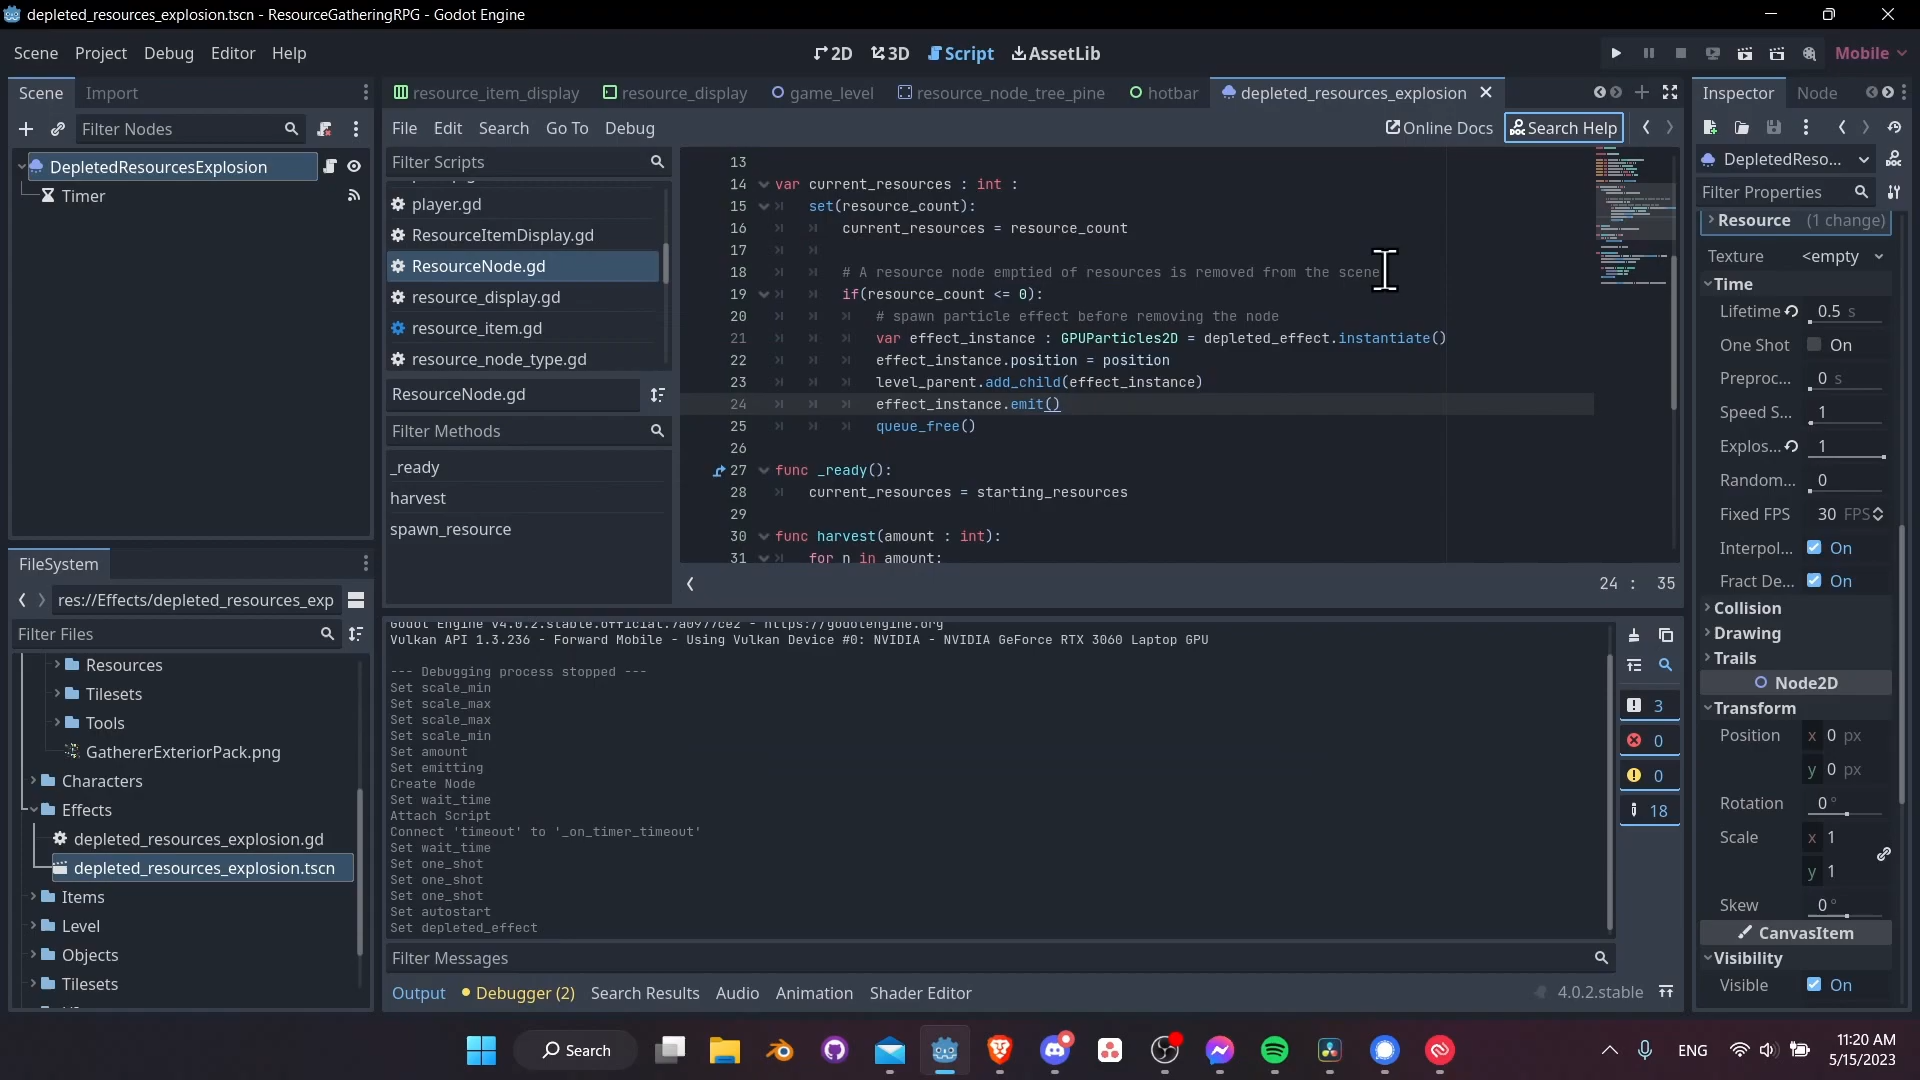 depleted_resources_explosion.tscn - ResourceGatheringRPG - Godot Engine
Scene Project Debug Editor Help
2D 3D Script AssetLib
Mobile
Scene Import
Filter Nodes
DepletedResourcesExplosion
Timer
FileSystem
res://Effects/depleted_resources_exp
Filter Files
Resources
Tilesets
Tools
GathererExteriorPack.png
Characters
Effects
depleted_resources_explosion.gd
depleted_resources_explosion.tscn
Items
Level
Objects
Tilesets
resource_item_display resource_display game_level resource_node_tree_pine hotbar depleted_resources_explosion
File Edit Search Go To Debug
Online Docs Search Help
Filter Scripts
player.gd
ResourceItemDisplay.gd
ResourceNode.gd
resource_display.gd
resource_item.gd
resource_node_type.gd
ResourceNode.gd
Filter Methods
_ready
harvest
spawn_resource
13
14 var current_resources : int :
15 set(resource_count):
16 current_resources = resource_count
17
18 # A resource node emptied of resources is removed from the scene
19 if(resource_count <= 0):
20 # spawn particle effect before removing the node
21 var effect_instance : GPUParticles2D = depleted_effect.instantiate()
22 effect_instance.position = position
23 level_parent.add_child(effect_instance)
24 effect_instance.emit()
25 queue_free()
26
27 func _ready():
28 current_resources = starting_resources
29
30 func harvest(amount : int):
31 for n in amount:
24 : 35
Godot Engine v4.0.2.stable.official.7a0977ce2 - https://godotengine.org
Vulkan API 1.3.236 - Forward Mobile - Using Vulkan Device #0: NVIDIA - NVIDIA GeForce RTX 3060 Laptop GPU
--- Debugging process stopped ---
Set scale_min
Set scale_max
Set scale_max
Set scale_min
Set amount
Set emitting
Create Node
Set wait_time
Attach Script
Connect 'timeout' to '_on_timer_timeout'
Set wait_time
Set one_shot
Set one_shot
Set one_shot
Set autostart
Set depleted_effect
3
0
0
18
Filter Messages
Output Debugger (2) Search Results Audio Animation Shader Editor
4.0.2.stable
Inspector Node
DepletedReso...
Filter Properties
Resource (1 change)
Texture <empty
Time
Lifetime 0.5 s
One Shot On
Preproc... 0 s
Speed S... 1
Explos... 1
Random... 0
Fixed FPS 30 FPS
Interpol... On
Fract De... On
Collision
Drawing
Trails
Node2D
Transform
Position x 0 px
y 0 px
Rotation 0 °
Scale x 1
y 1
Skew 0 °
CanvasItem
Visibility
Visible On
Search
ENG
11:20 AM
5/15/2023